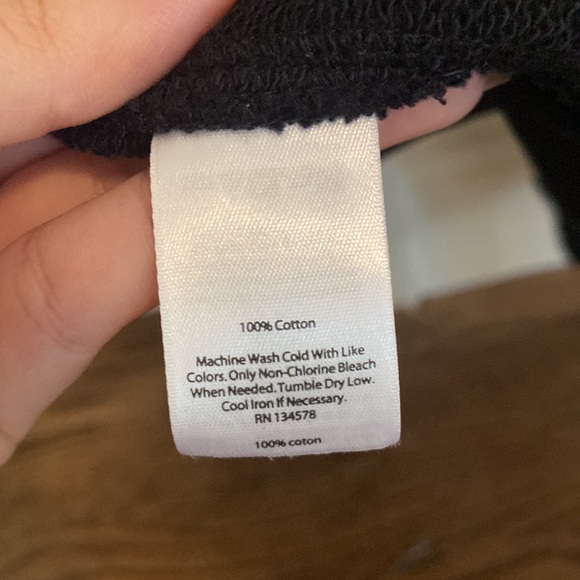 100% Cotton
Machine Wash Cold With Like
Colors. Only Non-Chlorine Bleach
When Needed. Tumble Dry Low.
Cool Iron If Necessary.
RN 134578
100% coton